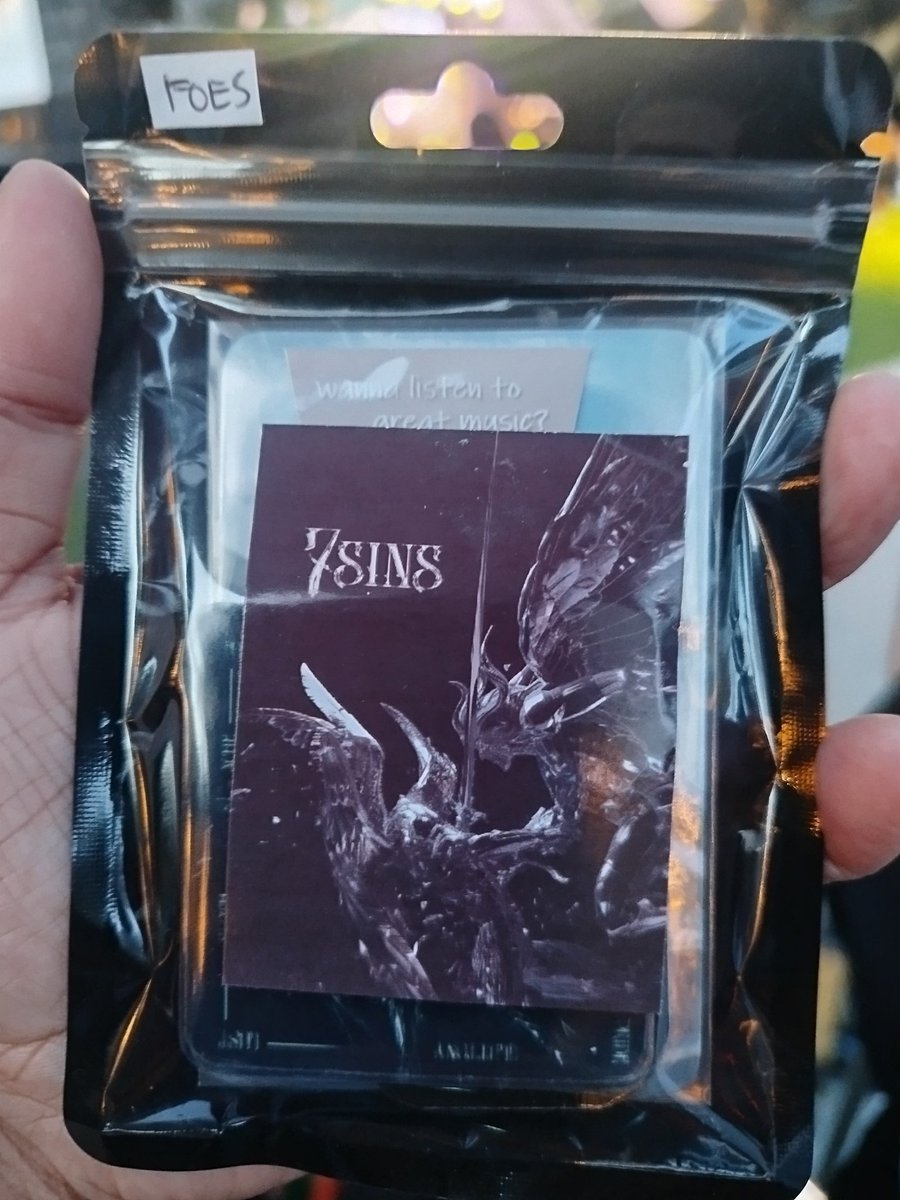 FOES
wanna listen to
great music?
7SINS